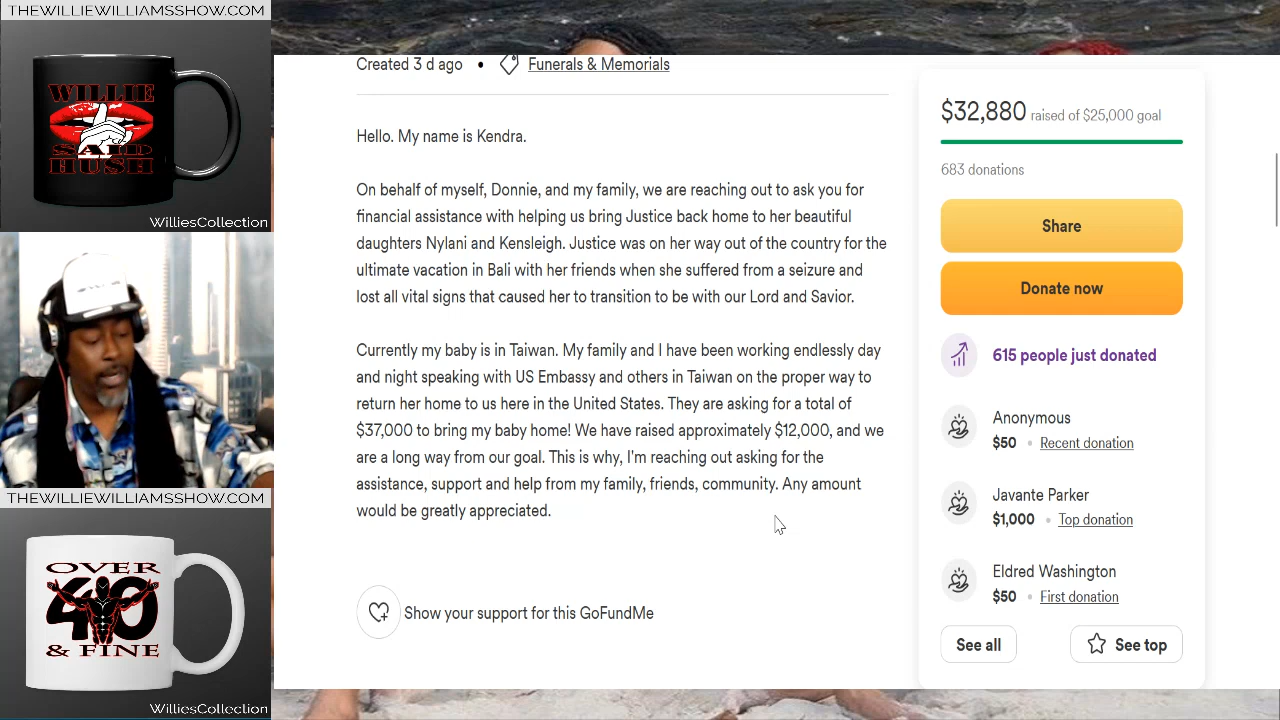 THEWILLIEWILLIAMSSHOW.COM
WILLIE
SAID
HUSH
WilliesCollection
THEWILLIEWILLIAMSSHOW.COM
OVER
40
& FINE
WilliesCollection
Created 3 d ago • Funerals & Memorials
Hello. My name is Kendra.
On behalf of myself, Donnie, and my family, we are reaching out to ask you for
financial assistance with helping us bring Justice back home to her beautiful
daughters Nylani and Kensleigh. Justice was on her way out of the country for the
ultimate vacation in Bali with her friends when she suffered from a seizure and
lost all vital signs that caused her to transition to be with our Lord and Savior.
Currently my baby is in Taiwan. My family and I have been working endlessly day
and night speaking with US Embassy and others in Taiwan on the proper way to
return her home to us here in the United States. They are asking for a total of
$37,000 to bring my baby home! We have raised approximately $12,000, and we
are a long way from our goal. This is why, I'm reaching out asking for the
assistance, support and help from my family, friends, community. Any amount
would be greatly appreciated.
Show your support for this GoFundMe
$32,880 raised of $25,000 goal
683 donations
Share
Donate now
615 people just donated
Anonymous
$50 • Recent donation
Javante Parker
$1,000 • Top donation
Eldred Washington
$50 • First donation
See all
See top